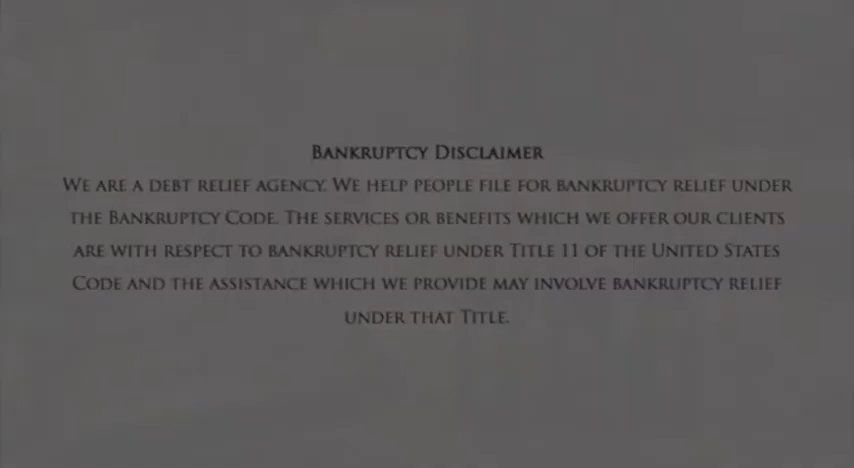 Bankruptcy Disclaimer
We are a debt relief agency. We help people file for bankruptcy relief under
the Bankruptcy Code. The services or benefits which we offer our clients
are with respect to bankruptcy relief under Title 11 of the United States
Code and the assistance which we provide may involve bankruptcy relief
under that Title.